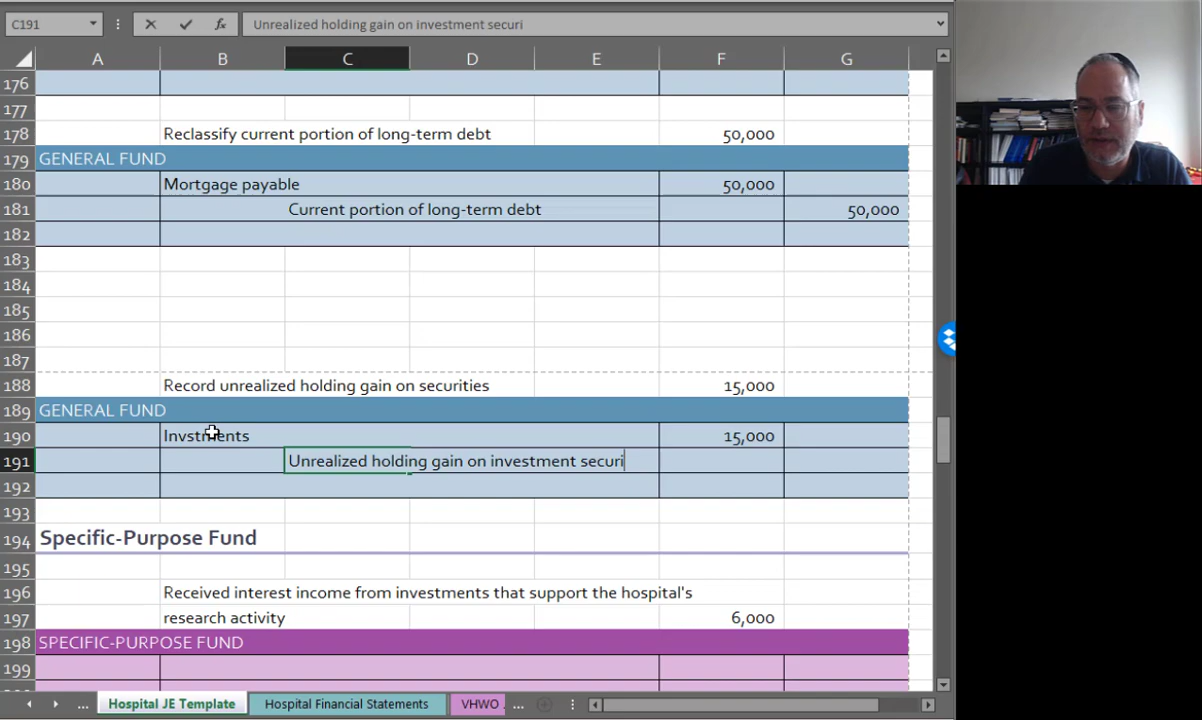 C191 fx Unrealized holding gain on investment securi
A B C D E F G
176
177
178 Reclassify current portion of long-term debt 50,000
179 GENERAL FUND
180 Mortgage payable 50,000
181 Current portion of long-term debt 50,000
182
183
184
185
186
187
188 Record unrealized holding gain on securities 15,000
189 GENERAL FUND
190 Invstments 15,000
191 Unrealized holding gain on investment securi
192
193
194 Specific-Purpose Fund
195
196 Received interest income from investments that support the hospital's
197 research activity 6,000
198 SPECIFIC-PURPOSE FUND
199
... Hospital JE Template Hospital Financial Statements VHWO ...